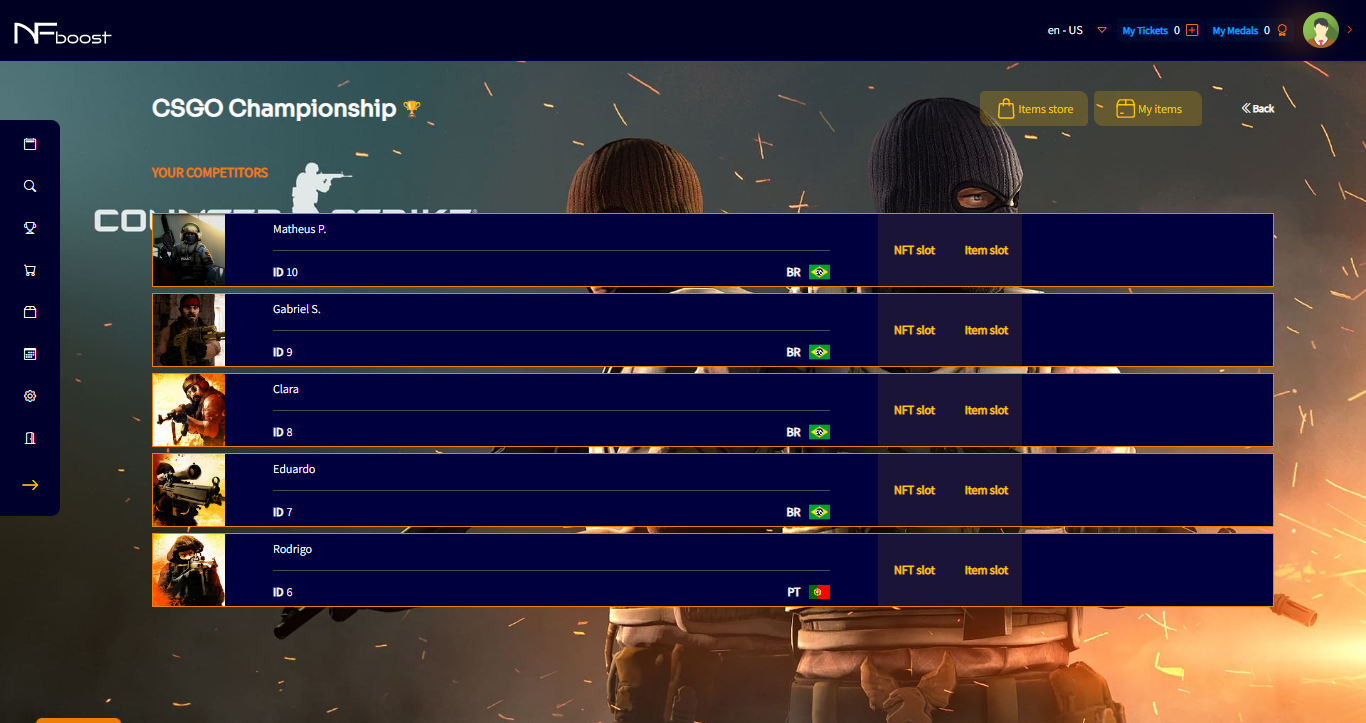 NFboost
en - US
My Tickets 0
My Medals 0
CSGO Championship
Items store
My items
Back
YOUR COMPETITORS
Matheus P.
ID 10
BR
NFT slot
Item slot
Gabriel S.
ID 9
BR
NFT slot
Item slot
Clara
ID 8
BR
NFT slot
Item slot
Eduardo
ID 7
BR
NFT slot
Item slot
Rodrigo
ID 6
PT
NFT slot
Item slot